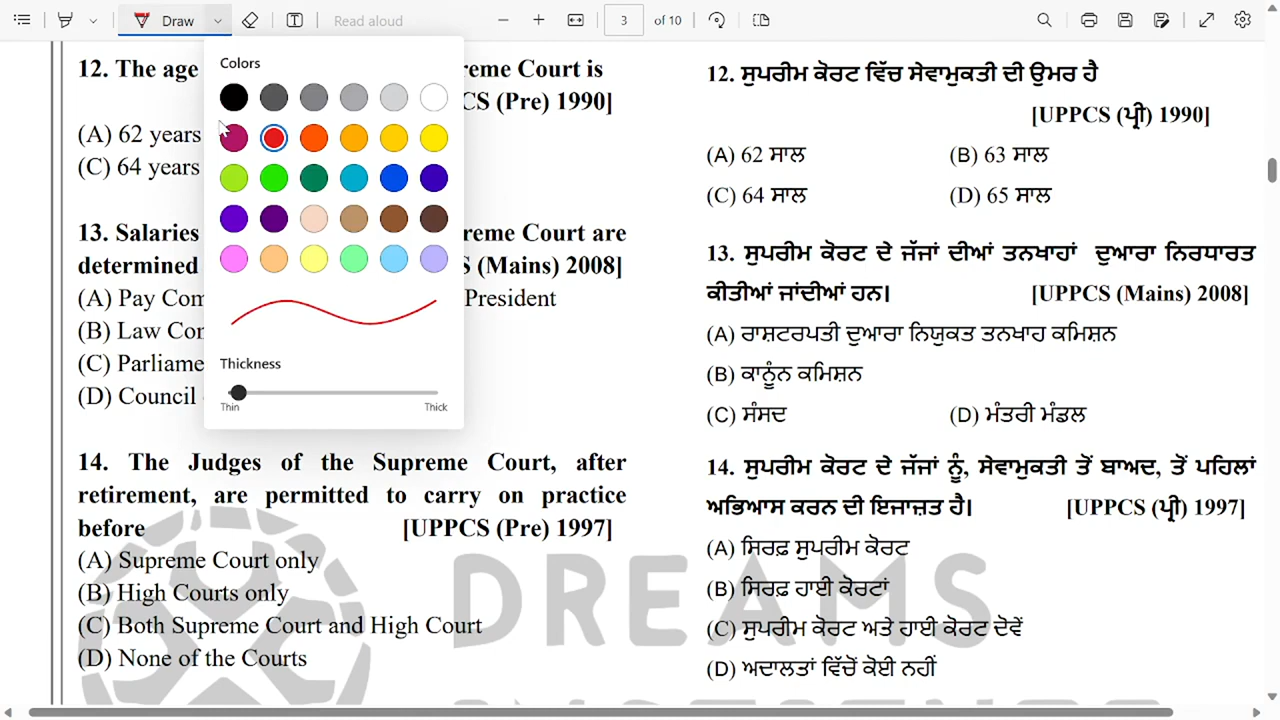 Draw
Read aloud
3
of 10
Colors
Thickness
Thin
Thick
12. The age
reme Court is
CS (Pre) 1990]
(A) 62 years
(C) 64 years
13. Salaries
reme Court are
determined
(Mains) 2008]
(A) Pay Com
President
(B) Law Con
(C) Parliame
(D) Council
14. The Judges of the Supreme Court, after
retirement, are permitted to carry on practice
before [UPPCS (Pre) 1997]
(A) Supreme Court only
(B) High Courts only
(C) Both Supreme Court and High Court
(D) None of the Courts
12. ਸੁਪਰੀਮ ਕੋਰਟ ਵਿੱਚ ਸੇਵਾਮੁਕਤੀ ਦੀ ਉਮਰ ਹੈ
[UPPCS (ਪ੍ਰੀ) 1990]
(A) 62 ਸਾਲ (B) 63 ਸਾਲ
(C) 64 ਸਾਲ (D) 65 ਸਾਲ
13. ਸੁਪਰੀਮ ਕੋਰਟ ਦੇ ਜੱਜਾਂ ਦੀਆਂ ਤਨਖਾਹਾਂ ਦੁਆਰਾ ਨਿਰਧਾਰਤ
ਕੀਤੀਆਂ ਜਾਂਦੀਆਂ ਹਨ। [UPPCS (Mains) 2008]
(A) ਰਾਸ਼ਟਰਪਤੀ ਦੁਆਰਾ ਨਿਯੁਕਤ ਤਨਖਾਹ ਕਮਿਸ਼ਨ
(B) ਕਾਨੂੰਨ ਕਮਿਸ਼ਨ
(C) ਸੰਸਦ (D) ਮੰਤਰੀ ਮੰਡਲ
14. ਸੁਪਰੀਮ ਕੋਰਟ ਦੇ ਜੱਜਾਂ ਨੂੰ, ਸੇਵਾਮੁਕਤੀ ਤੋਂ ਬਾਅਦ, ਤੋਂ ਪਹਿਲਾਂ
ਅਭਿਆਸ ਕਰਨ ਦੀ ਇਜਾਜ਼ਤ ਹੈ। [UPPCS (ਪ੍ਰੀ) 1997]
(A) ਸਿਰਫ਼ ਸੁਪਰੀਮ ਕੋਰਟ
(B) ਸਿਰਫ਼ ਹਾਈ ਕੋਰਟਾਂ
(C) ਸੁਪਰੀਮ ਕੋਰਟ ਅਤੇ ਹਾਈ ਕੋਰਟ ਦੋਵੇਂ
(D) ਅਦਾਲਤਾਂ ਵਿੱਚੋਂ ਕੋਈ ਨਹੀਂ
DREAMS